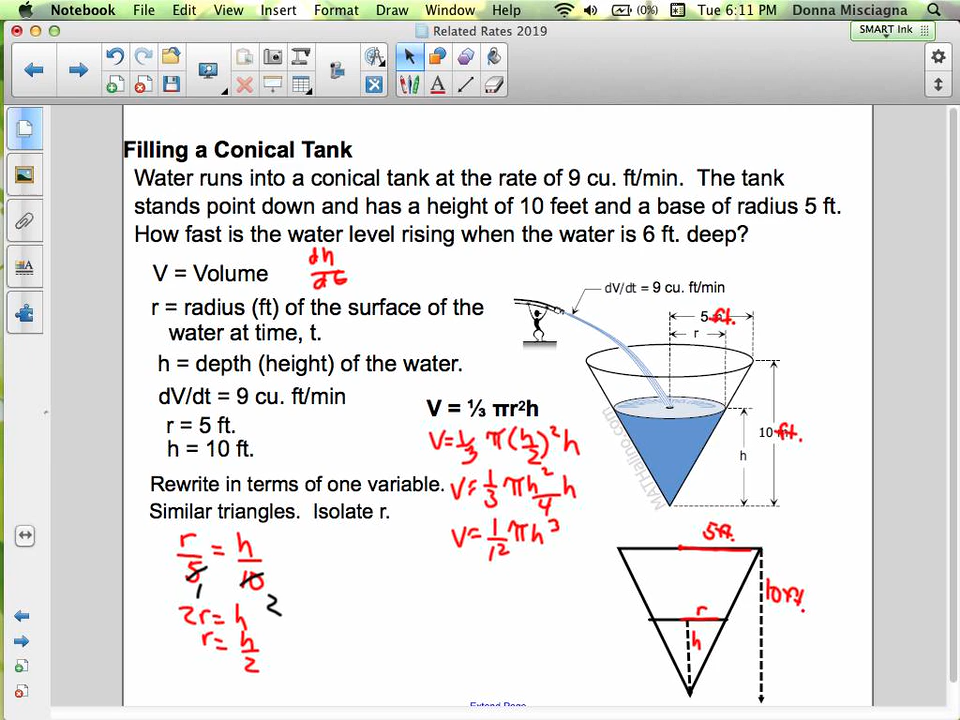 Notebook File Edit View Insert Format Draw Window Help (0%) Tue 6:11 PM Donna Misciagna
Related Rates 2019
SMART Ink
Filling a Conical Tank
Water runs into a conical tank at the rate of 9 cu. ft/min. The tank
stands point down and has a height of 10 feet and a base of radius 5 ft.
How fast is the water level rising when the water is 6 ft. deep?
dh/dt
V = Volume
r = radius (ft) of the surface of the
water at time, t.
h = depth (height) of the water.
dV/dt = 9 cu. ft/min
r = 5 ft.
h = 10 ft.
V = ⅓ πr²h
V = 1/3 π(h/2)²h
V = 1/3 π h²/4 h
V = 1/12 πh³
Rewrite in terms of one variable.
Similar triangles. Isolate r.
r/5 = h/10
1 2
2r = h
r = h/2
dV/dt = 9 cu. ft/min
5 ft.
r
10 ft.
h
MATHalino.com
5ft.
10ft.
r
h
Extend Page